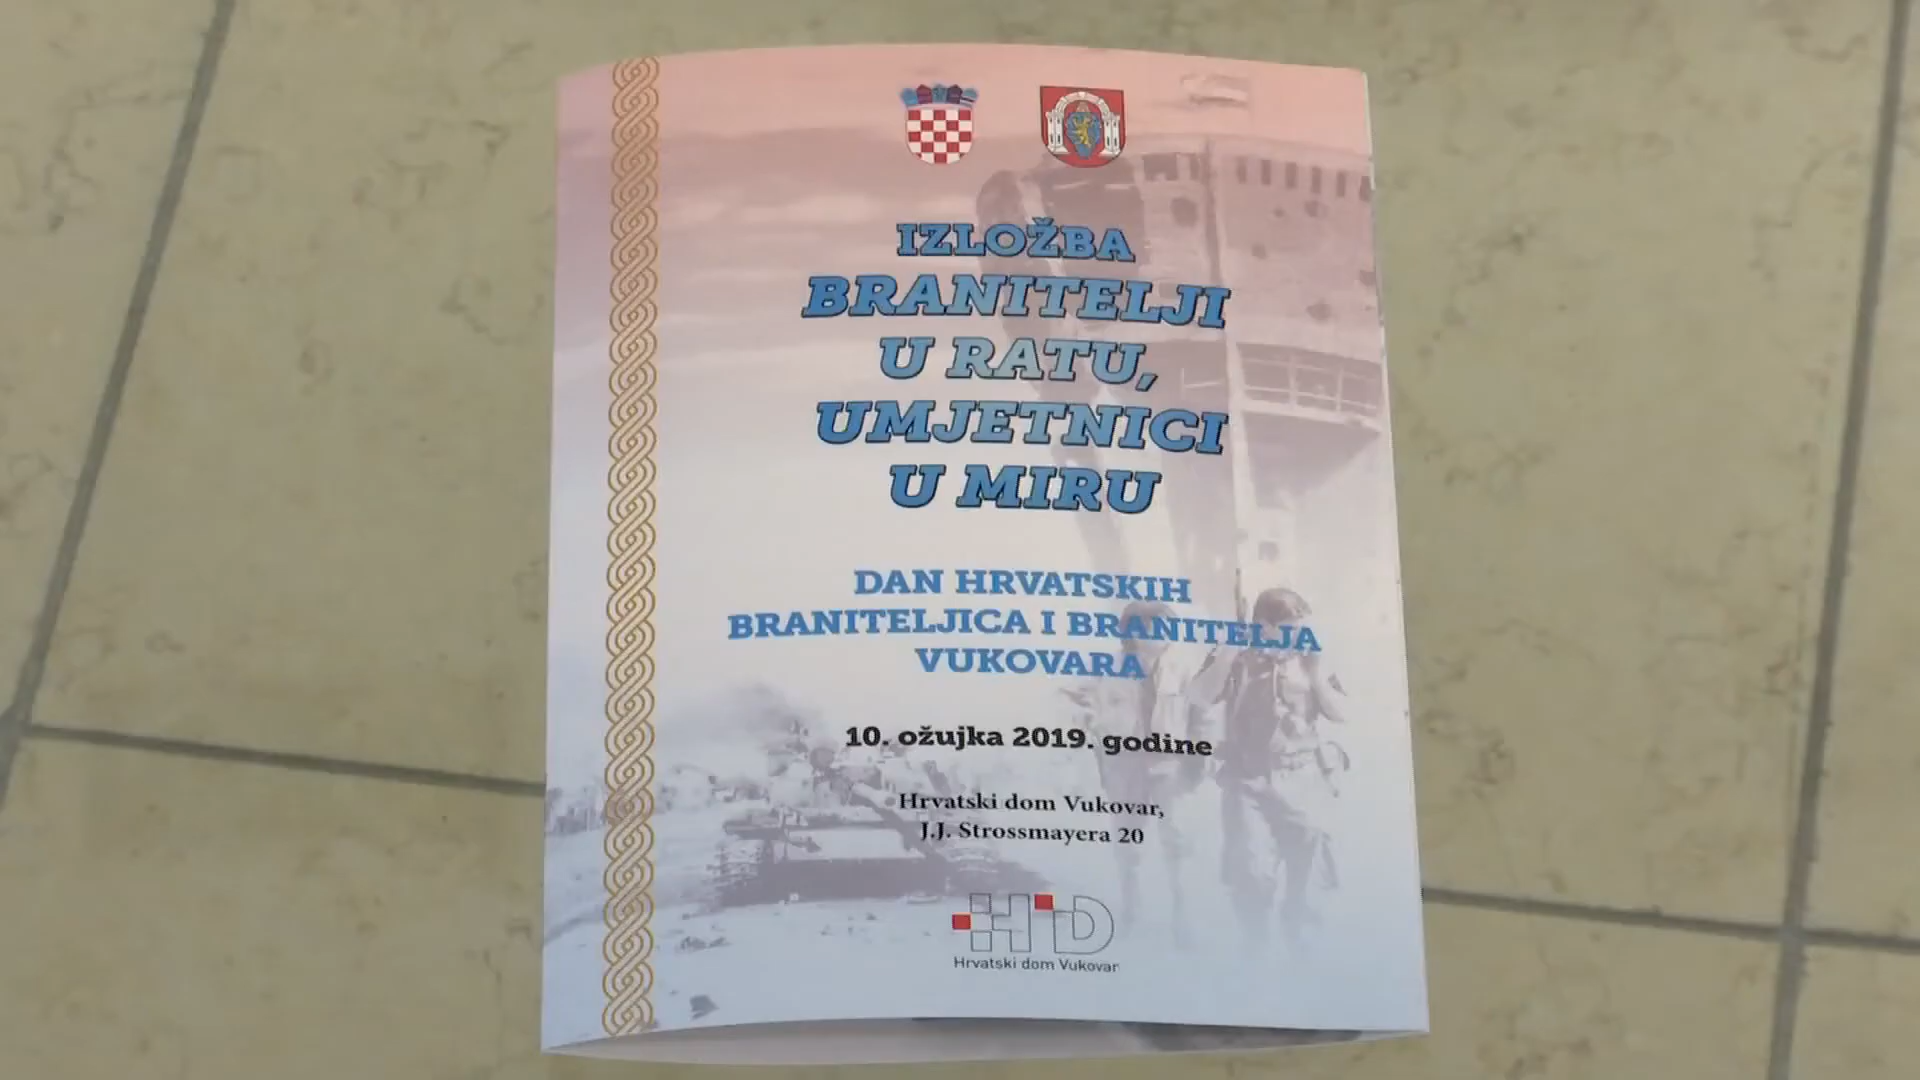 IZLOŽBA
BRANITELJI
U RATU,
UMJETNICI
U MIRU
DAN HRVATSKIH
BRANITELJICA I BRANITELJA
VUKOVARA
10. ožujka 2019. godine
Hrvatski dom Vukovar,
J.J. Strossmayera 20
HD
Hrvatski dom Vukovar